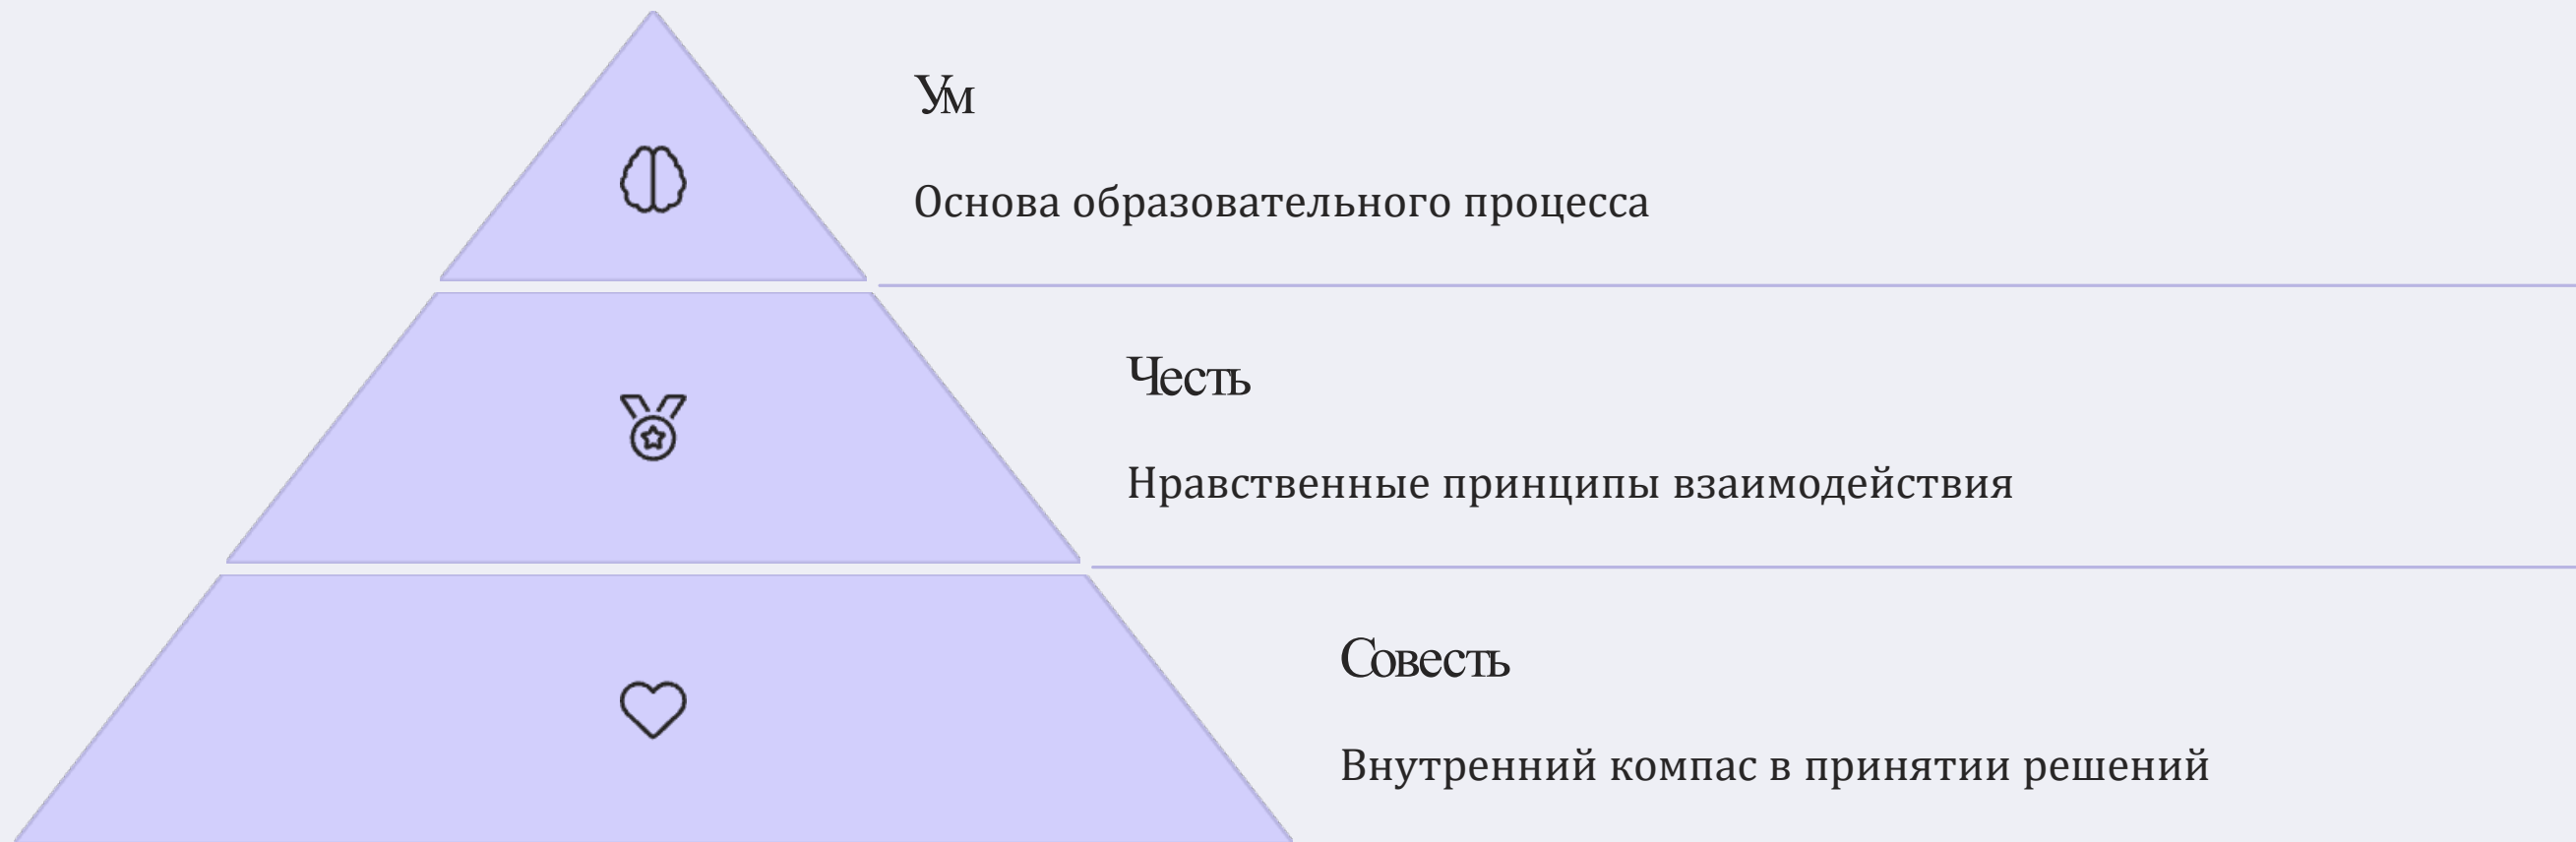 Ум
Основа образовательного процесса
Честь
Нравственные принципы взаимодействия
Совесть
Внутренний компас в принятии решений